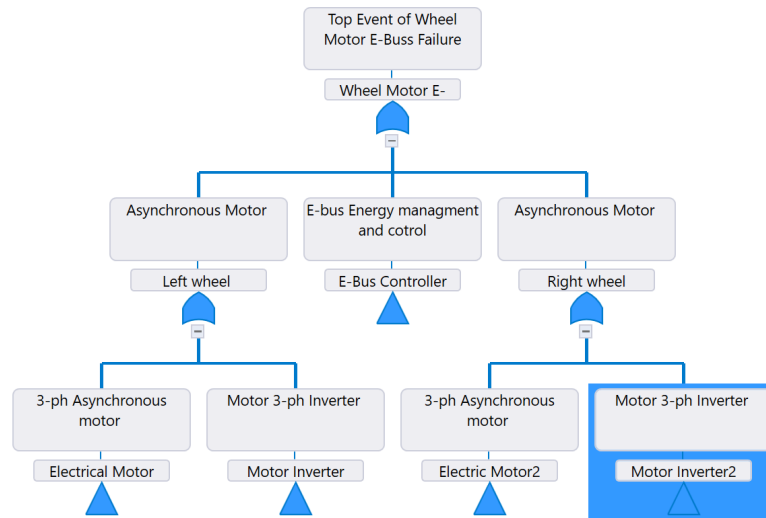 Top Event of Wheel
Motor E-Buss Failure
Wheel Motor E-
Asynchronous Motor
E-bus Energy managment
and cotrol
Asynchronous Motor
Left wheel
E-Bus Controller
Right wheel
3-ph Asynchronous
motor
Motor 3-ph Inverter
3-ph Asynchronous
motor
Motor 3-ph Inverter
Electrical Motor
Motor Inverter
Electric Motor2
Motor Inverter2